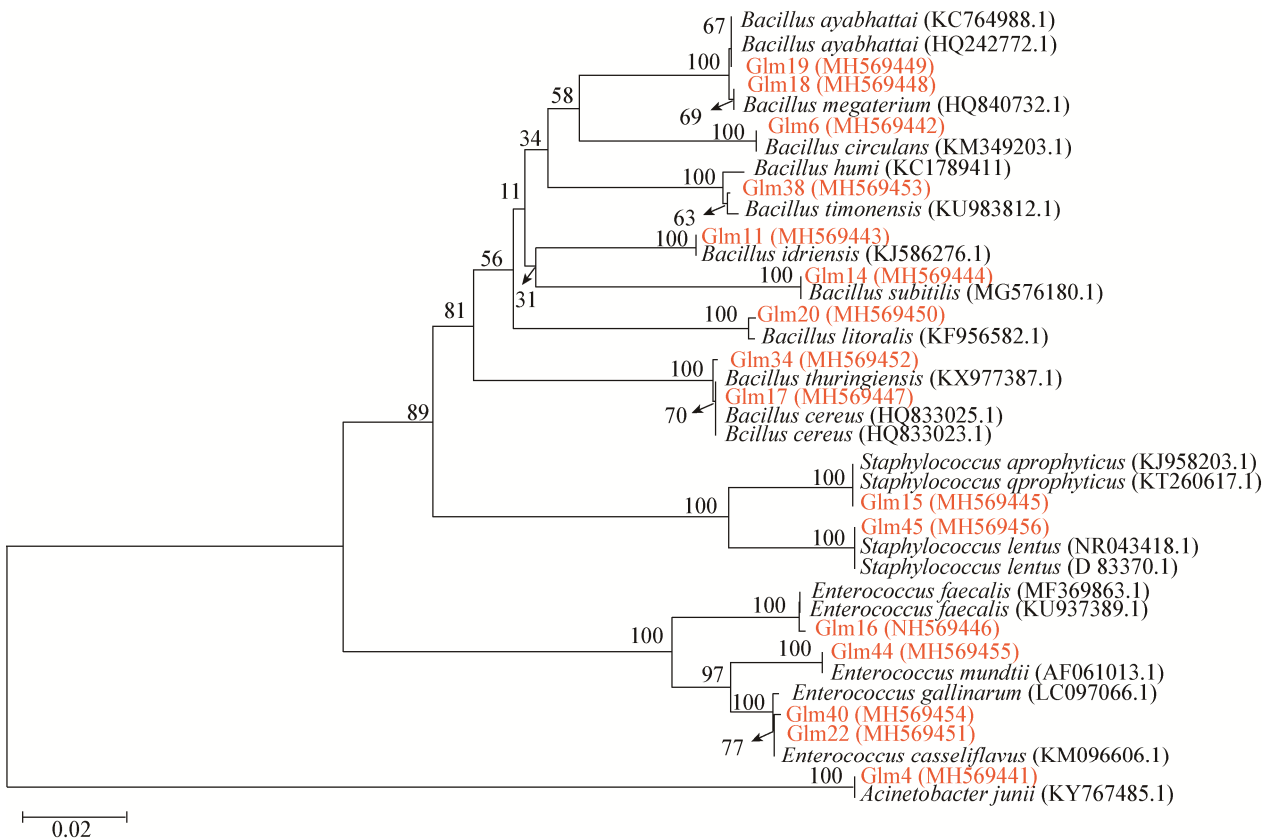 67
Bacillus ayabhattai (KC764988.1)
Bacillus ayabhattai (HQ242772.1)
100
Glm19 (MH569449)
Glm18 (MH569448)
58
69
Bacillus megaterium (HQ840732.1)
Glm6 (MH569442)
100
34
Bacillus circulans (KM349203.1)
Bacillus humi (KC1789411)
100
11
Glm38 (MH569453)
63
Bacillus timonensis (KU983812.1)
Glm11 (MH569443)
100
Bacillus idriensis (KJ586276.1)
56
100
Glm14 (MH569444)
31
Bacillus subitilis (MG576180.1)
81
100
Glm20 (MH569450)
Bacillus litoralis (KF956582.1)
Glm34 (MH569452)
100
Bacillus thuringiensis (KX977387.1)
Glm17 (MH569447)
89
70
Bacillus cereus (HQ833025.1)
Bcillus cereus (HQ833023.1)
Staphylococcus aprophyticus (KJ958203.1)
100
Staphylococcus qprophyticus (KT260617.1)
100
Glm15 (MH569445)
Glm45 (MH569456)
100
Staphylococcus lentus (NR043418.1)
Staphylococcus lentus (D 83370.1)
Enterococcus faecalis (MF369863.1)
100
Enterococcus faecalis (KU937389.1)
100
Glm16 (NH569446)
100
Glm44 (MH569455)
97
Enterococcus mundtii (AF061013.1)
Enterococcus gallinarum (LC097066.1)
100
Glm40 (MH569454)
Glm22 (MH569451)
77
Enterococcus casseliflavus (KM096606.1)
100
Glm4 (MH569441)
Acinetobacter junii (KY767485.1)
0.02